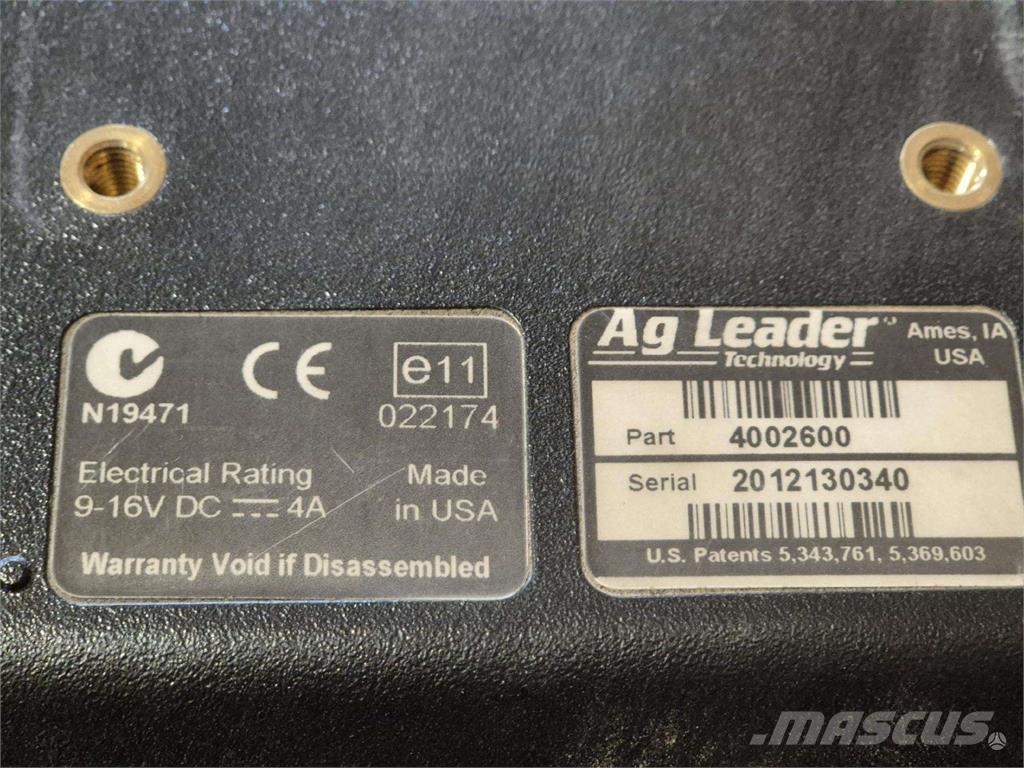 N19471
CE
e11
022174
Electrical Rating
9-16V DC 4A
Made
in USA
Warranty Void if Disassembled
Ag Leader®
Technology
Ames, IA
USA
Part 4002600
Serial 2012130340
U.S. Patents 5,343,761, 5,369,603
MASCUS